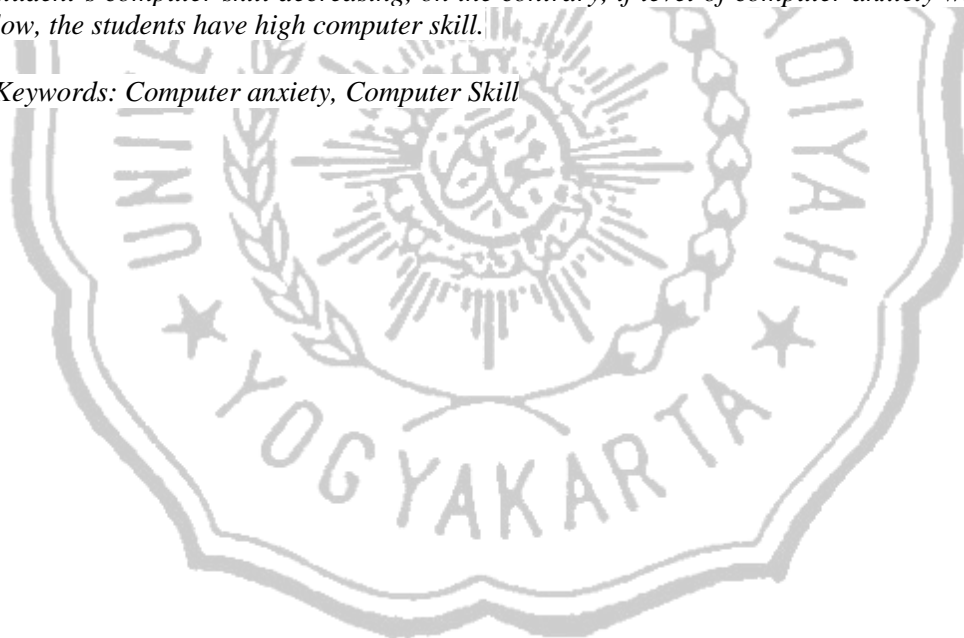 student's computer skill decreasing, on the contrary, if level of computer anxiety
low, the students have high computer skill.
Keywords: Computer anxiety, Computer Skill
DIYAH
YOGYAKARTA